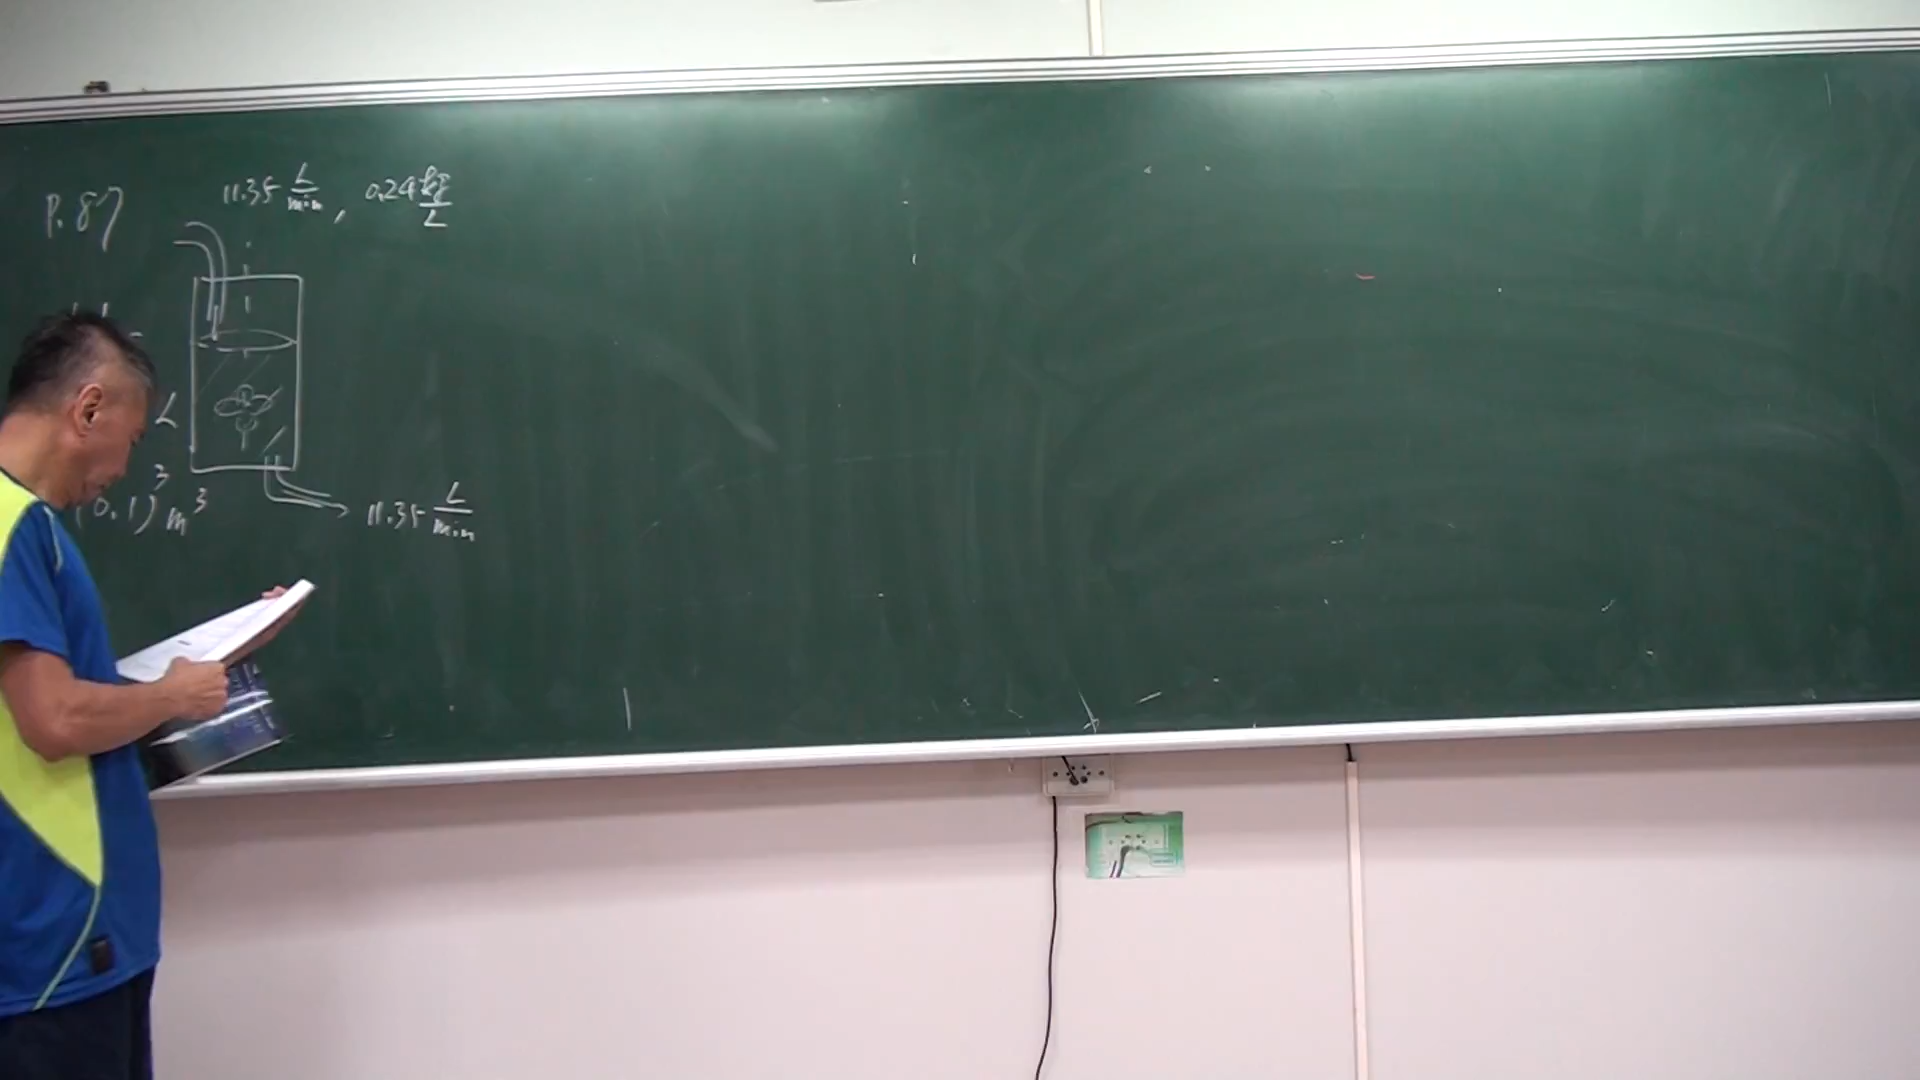 P.87
11.35 L/min , 0.24 kg/L
L
3
(0.1) m³
11.35 L/min